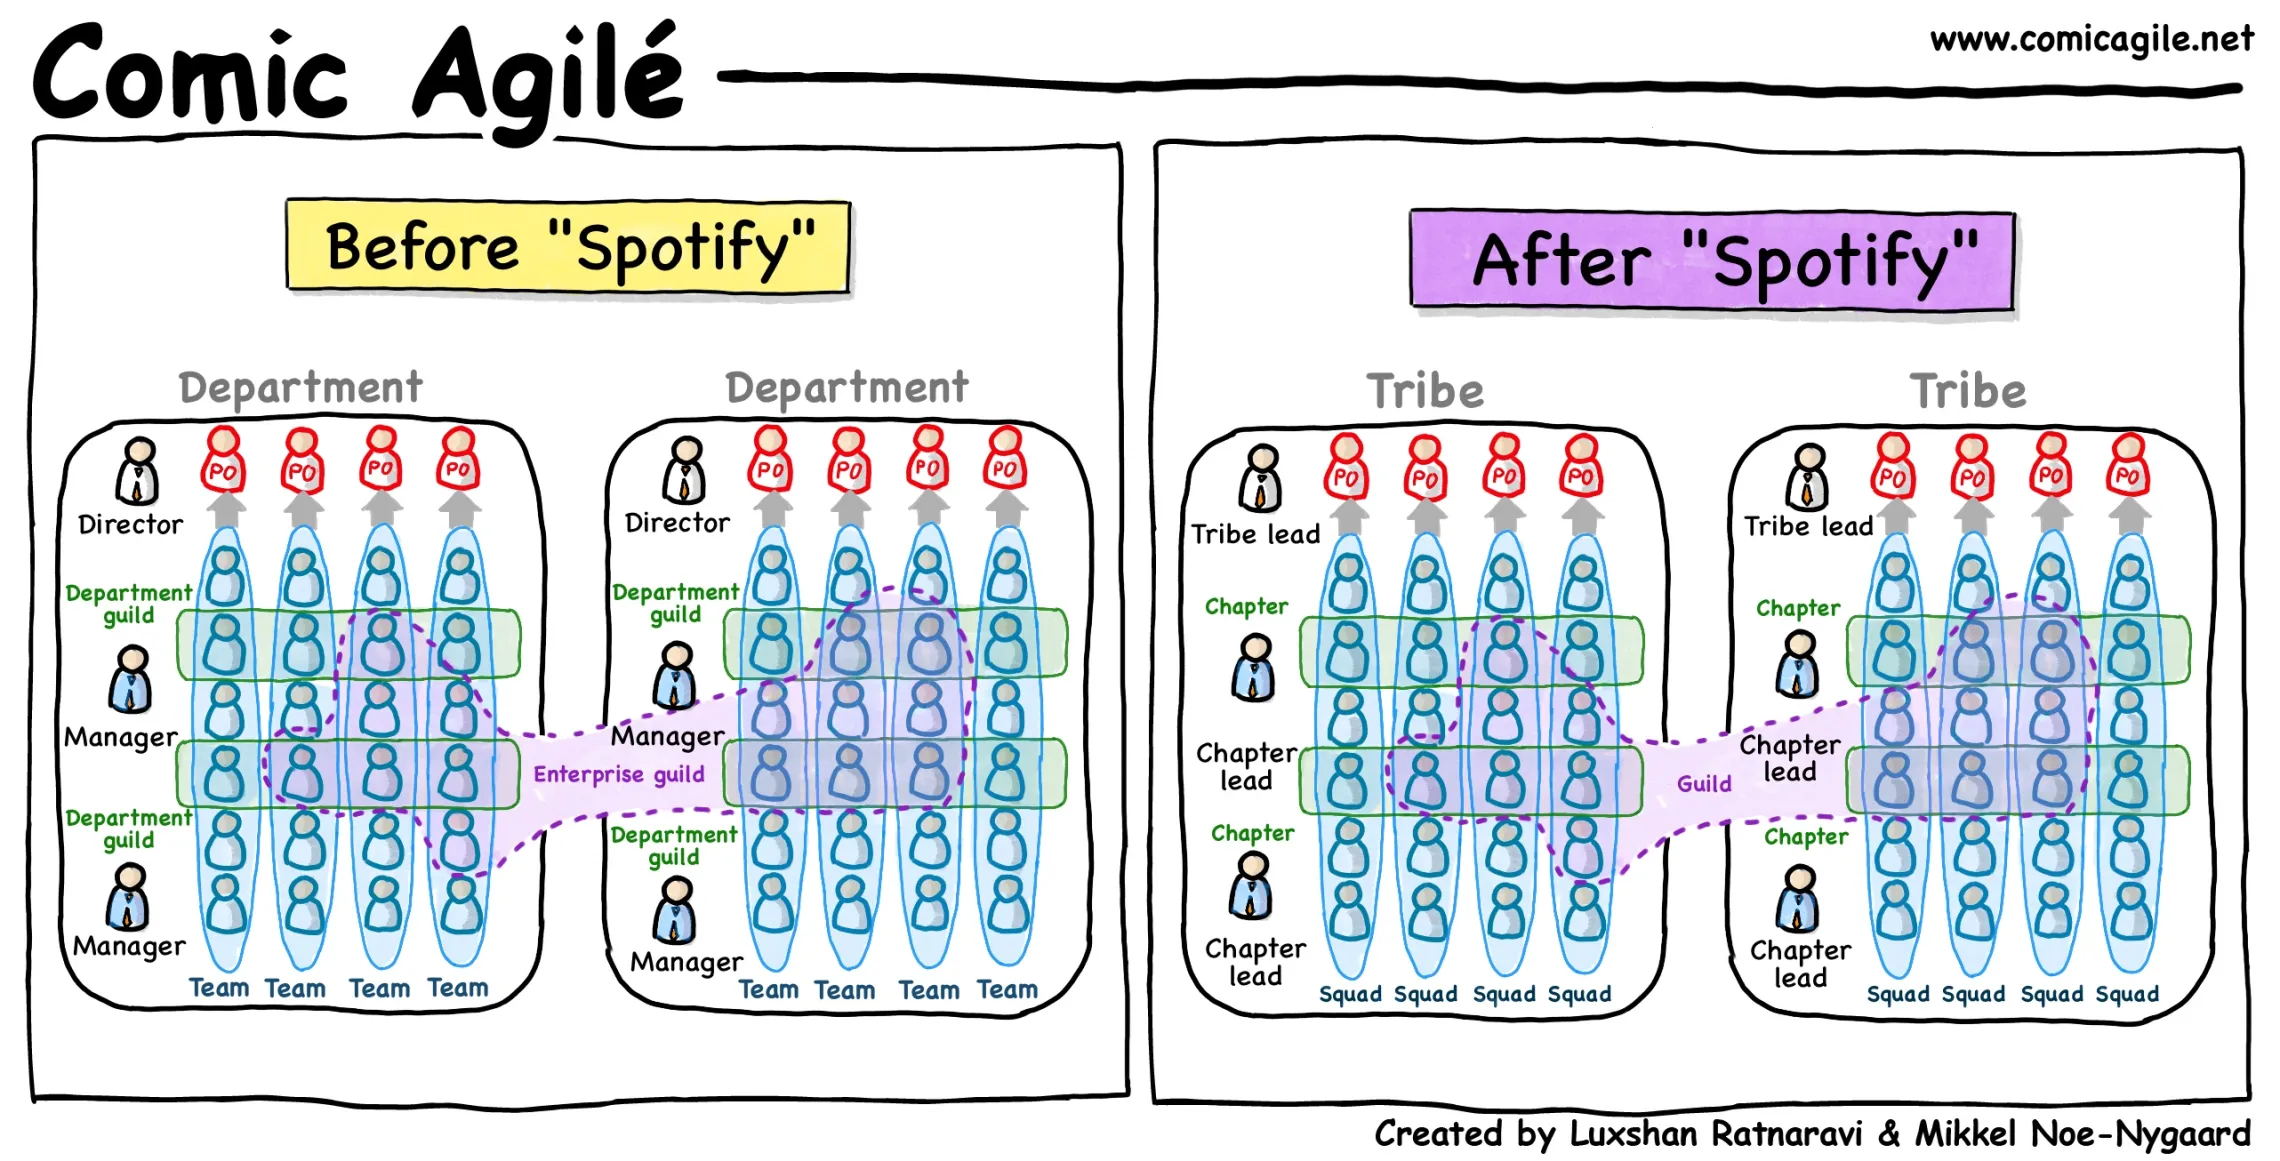 Comic Agilé
www.comicagile.net
Before "Spotify"
Department
Department
Director
PO
PO
PO
PO
Department
guild
Manager
Department
guild
Manager
Team
Team
Team
Team
Enterprise guild
Director
PO
PO
PO
PO
Department
guild
Manager
Department
guild
Manager
Team
Team
Team
Team
After "Spotify"
Tribe
Tribe
Tribe lead
PO
PO
PO
PO
Chapter
Chapter
lead
Chapter
Chapter
lead
Squad
Squad
Squad
Squad
Guild
Tribe lead
PO
PO
PO
PO
Chapter
Chapter
lead
Chapter
Chapter
lead
Squad
Squad
Squad
Squad
Created by Luxshan Ratnaravi & Mikkel Noe-Nygaard